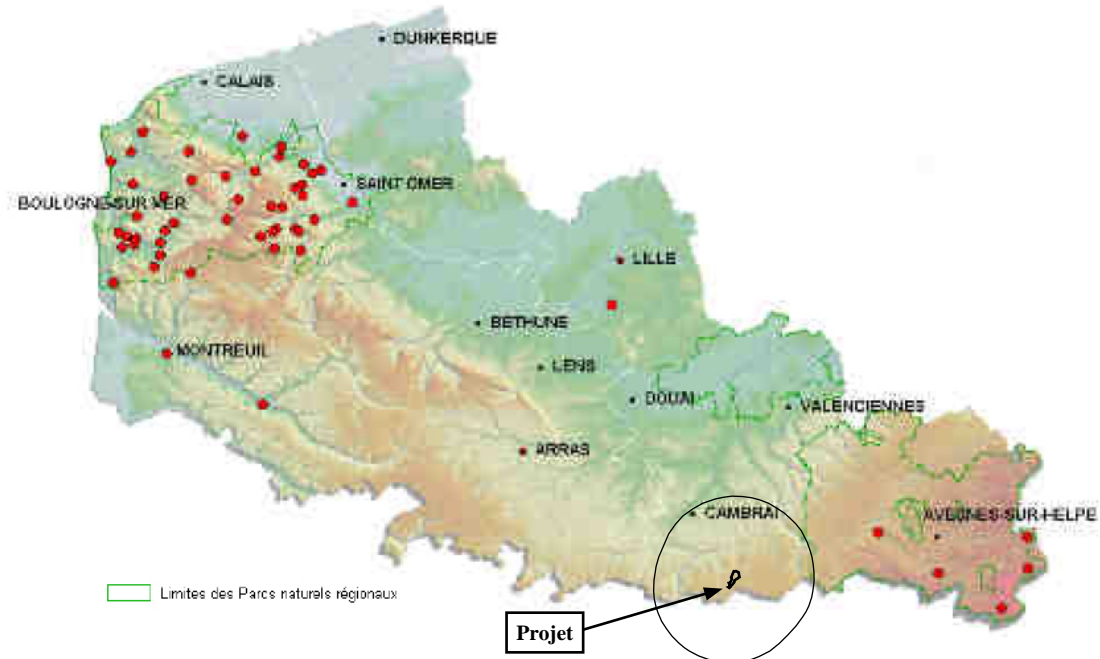 DUNKERQUE
CALAIS
SAINT OMER
BOULOGNE-SUR-MER
LILLE
BETHUNE
MONTREUIL
LENS
DOUAI
VALENCIENNES
ARRAS
CAMBRAI
AVESNES-SUR-HELPE
Limites des Parcs naturels régionaux
Projet